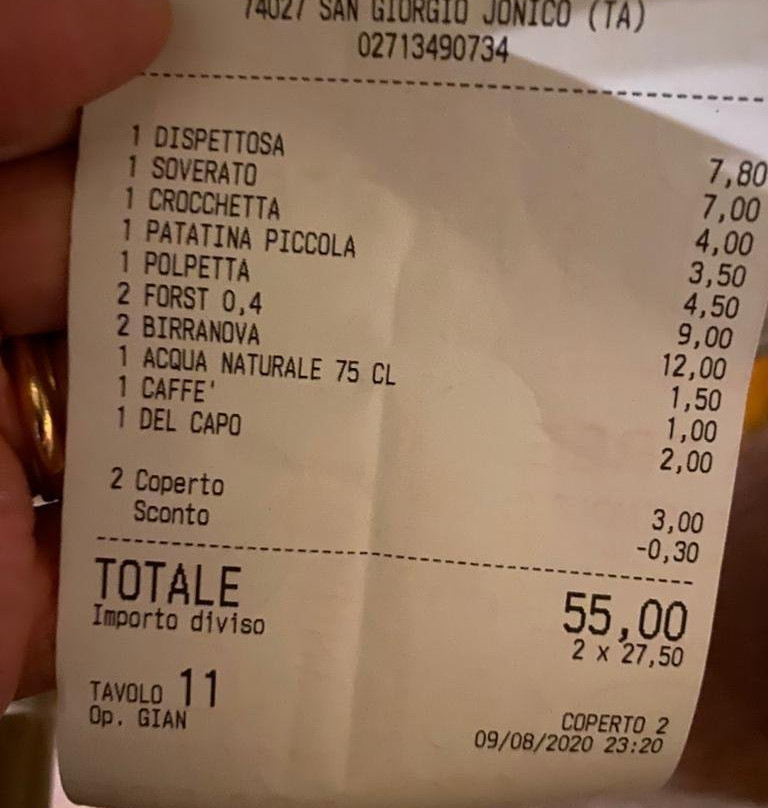 74027 SAN GIORGIO JONICO (TA)
02713490734
1 DISPETTOSA 7,80
1 SOVERATO 7,00
1 CROCCHETTA 4,00
1 PATATINA PICCOLA 3,50
1 POLPETTA 4,50
2 FORST 0,4 9,00
2 BIRRANOVA 12,00
1 ACQUA NATURALE 75 CL 1,50
1 CAFFE' 1,00
1 DEL CAPO 2,00
2 Coperto 3,00
Sconto -0,30
TOTALE 55,00
Importo diviso 2 x 27,50
TAVOLO 11
Op. GIAN COPERTO 2
09/08/2020 23:20